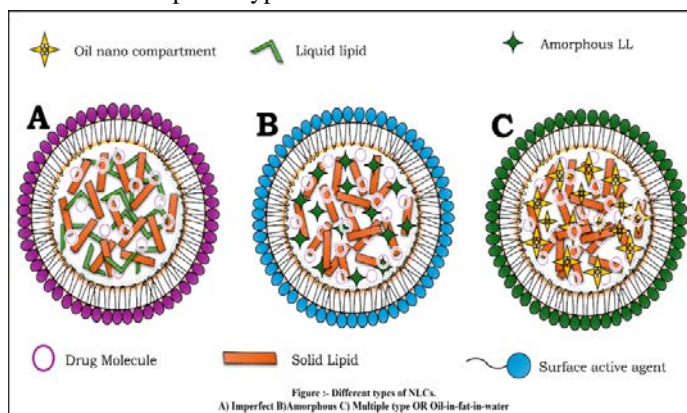 Oil nano compartment
Liquid lipid
Amorphous LL
A
B
C
Drug Molecule
Solid Lipid
Surface active agent
Figure :- Different types of NLCs.
A) Imperfect B)Amorphous C) Multiple type OR Oil-in-fat-in-water